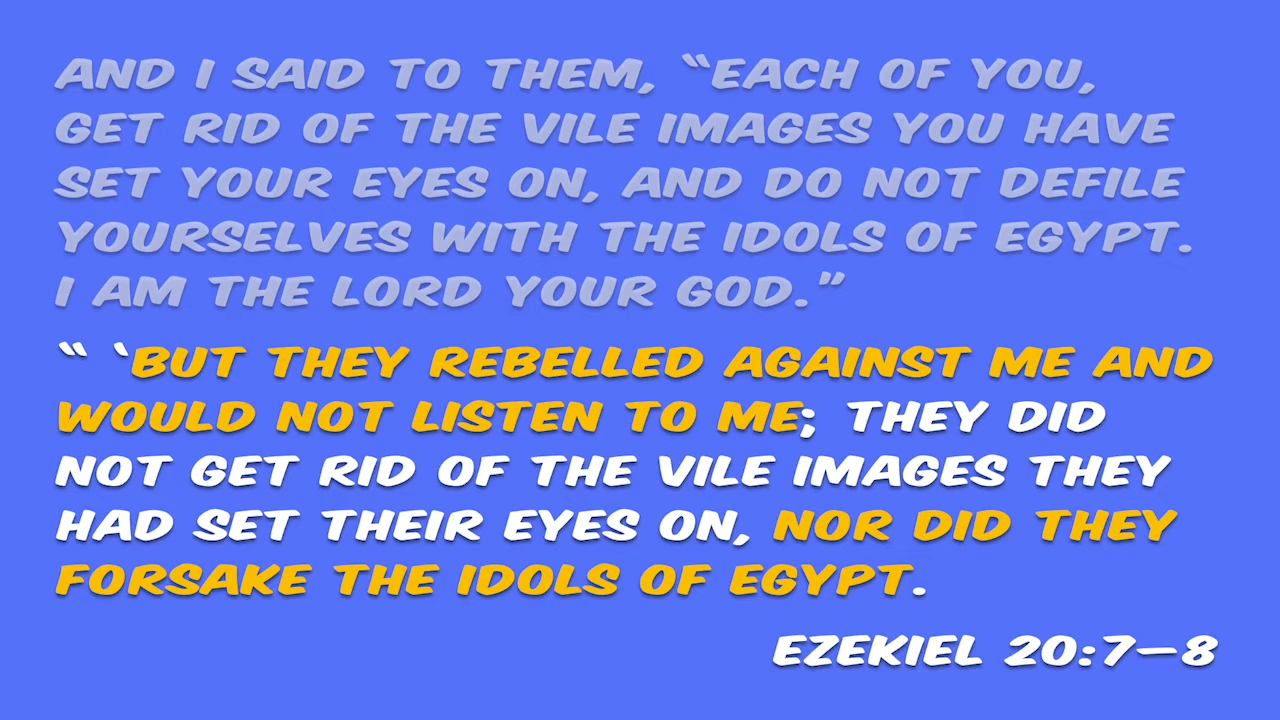 AND I SAID TO THEM, “EACH OF YOU,
GET RID OF THE VILE IMAGES YOU HAVE
SET YOUR EYES ON, AND DO NOT DEFILE
YOURSELVES WITH THE IDOLS OF EGYPT.
I AM THE LORD YOUR GOD.”
“ ‘BUT THEY REBELLED AGAINST ME AND
WOULD NOT LISTEN TO ME; THEY DID
NOT GET RID OF THE VILE IMAGES THEY
HAD SET THEIR EYES ON, NOR DID THEY
FORSAKE THE IDOLS OF EGYPT.
EZEKIEL 20:7–8